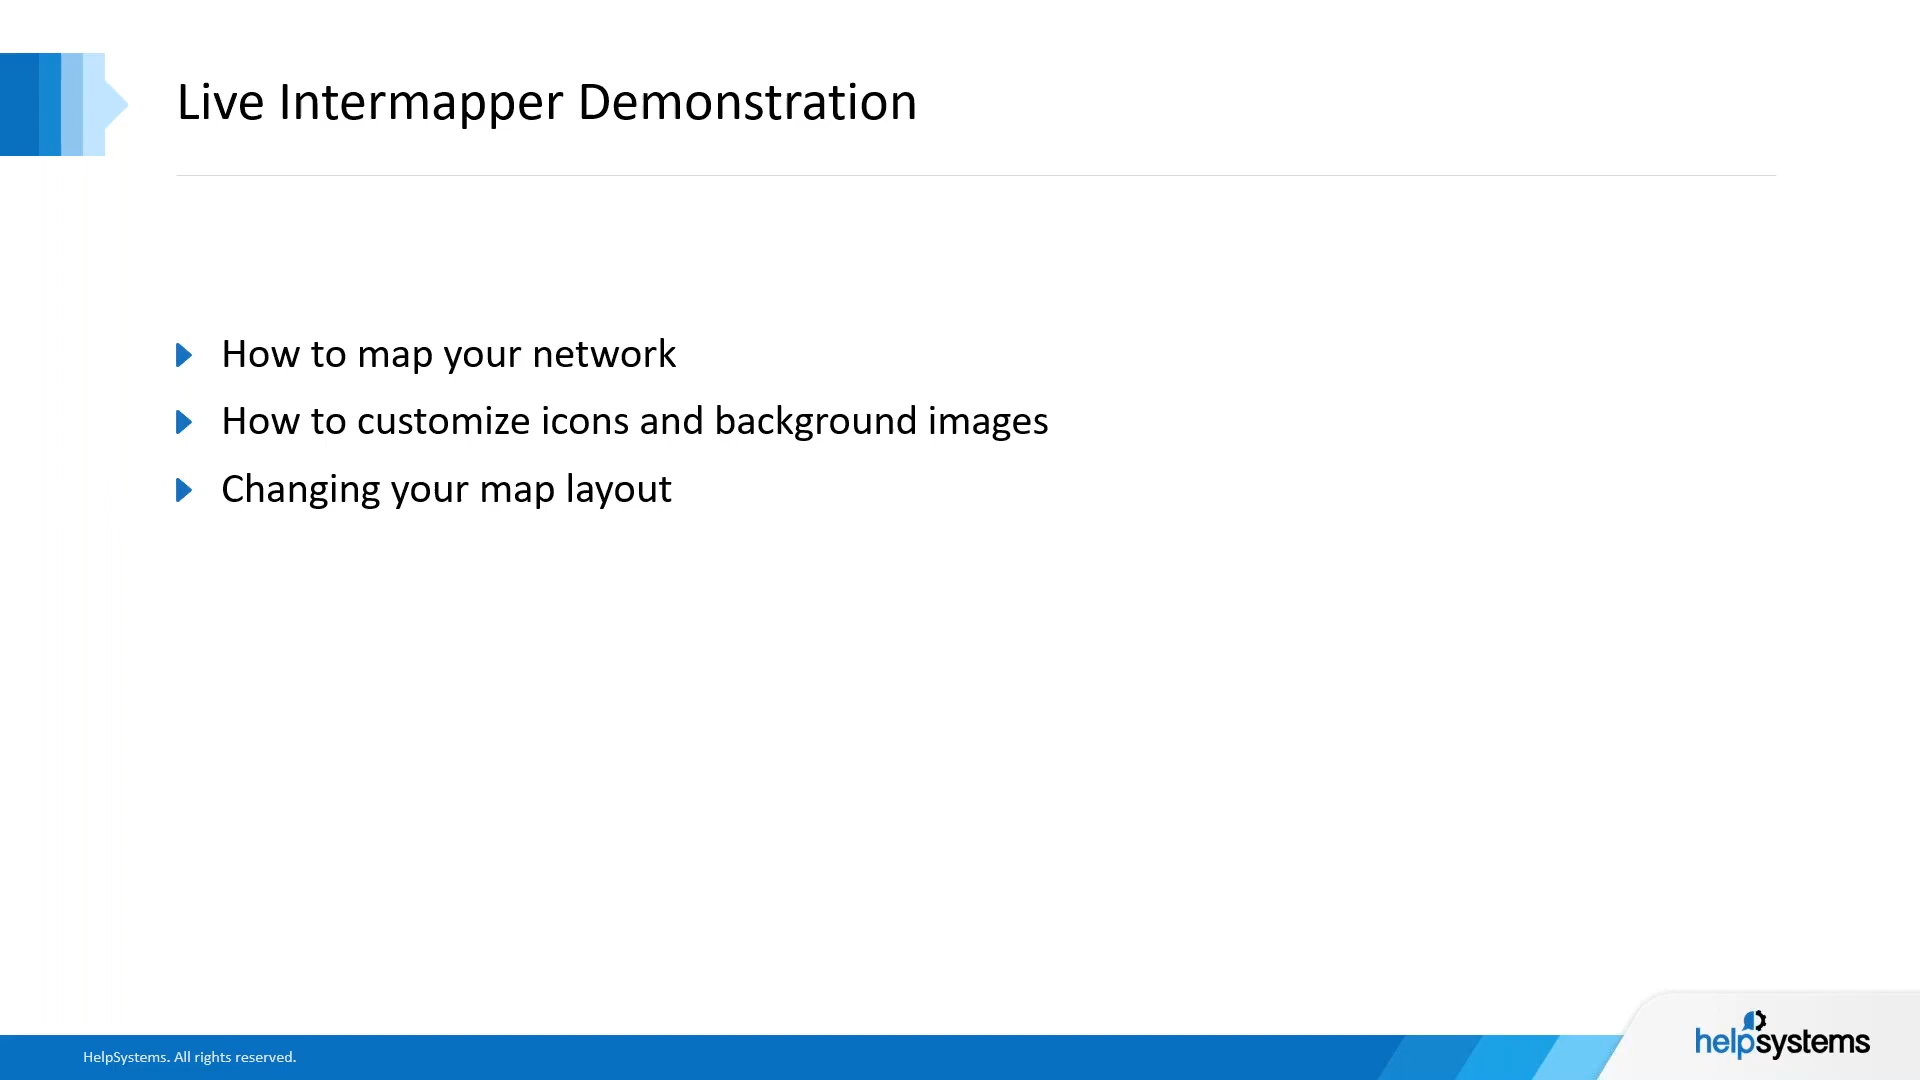 Live Intermapper Demonstration
How to map your network
How to customize icons and background images
Changing your map layout
HelpSystems. All rights reserved.
helpsystems